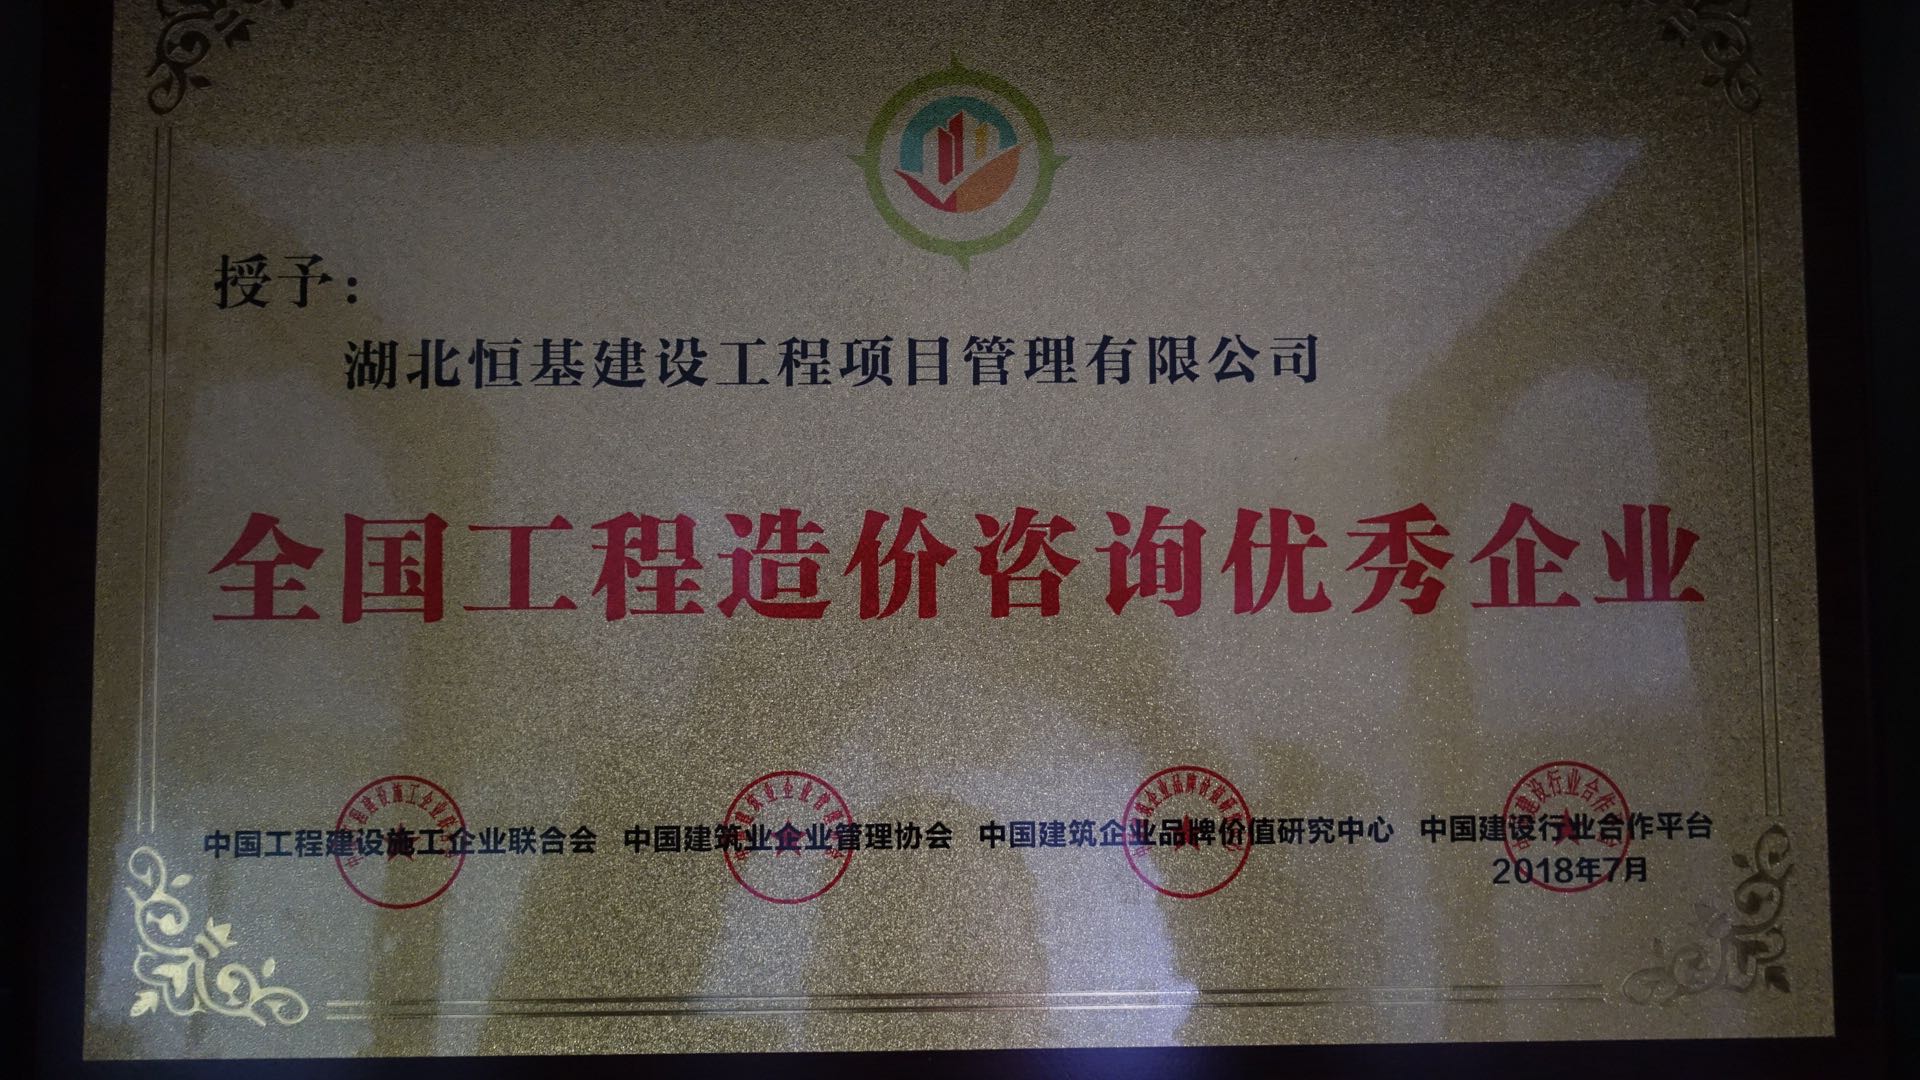 授予：
湖北恒基建设工程项目管理有限公司
全国工程造价咨询优秀企业
中国工程建设施工企业联合会 中国建筑业企业管理协会 中国建筑企业品牌价值研究中心 中国建设行业合作平台
2018年7月